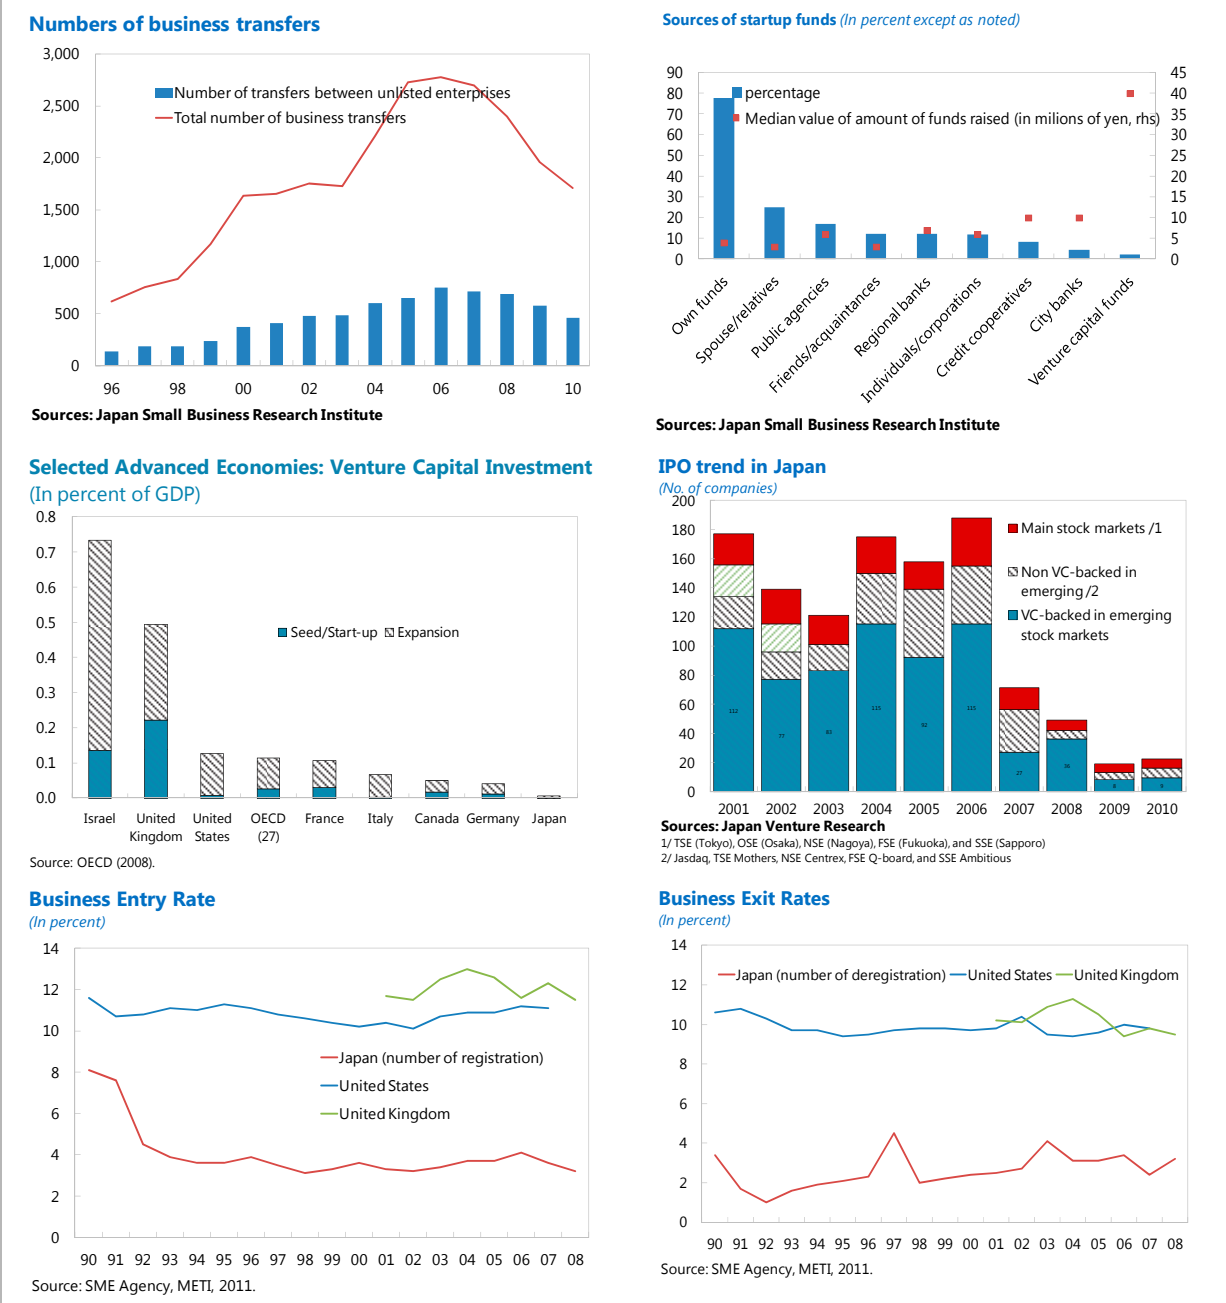 Numbers of business transfers
3,000
2,500
2,000
1,500
1,000
500
0
Number of transfers between unlisted enterprises
Total number of business transfers
96 98 00 02 04 06 08 10
Sources: Japan Small Business Research Institute
Sources of startup funds (In percent except as noted)
90
80
70
60
50
40
30
20
10
0
percentage
Median value of amount of funds raised (in milions of yen, rhs)
45
40
35
30
25
20
15
10
5
0
Own funds
Spouse/relatives
Public agencies
Friends/acquaintances
Regional banks
Individuals/corporations
Credit cooperatives
City banks
Venture capital funds
Sources: Japan Small Business Research Institute
Selected Advanced Economies: Venture Capital Investment
(In percent of GDP)
0.8
0.7
0.6
0.5
0.4
0.3
0.2
0.1
0.0
Seed/Start-up Expansion
Israel United States OECD France Italy Canada Germany Japan
Kingdom States (27)
Source: OECD (2008).
IPO trend in Japan
(No. of companies)
200
180
160
140
120
100
80
60
40
20
0
Main stock markets /1
Non VC-backed in
emerging /2
VC-backed in emerging
stock markets
112 77 83 115 92 115 27 36 8 9
2001 2002 2003 2004 2005 2006 2007 2008 2009 2010
Sources: Japan Venture Research
1/ TSE (Tokyo), OSE (Osaka), NSE (Nagoya), FSE (Fukuoka), and SSE (Sapporo)
2/ Jasdaq, TSE Mothers, NSE Centrex, FSE Q-board, and SSE Ambitious
Business Entry Rate
(In percent)
14
12
10
8
6
4
2
0
Japan (number of registration)
United States
United Kingdom
90 91 92 93 94 95 96 97 98 99 00 01 02 03 04 05 06 07 08
Source: SME Agency, METI, 2011.
Business Exit Rates
(In percent)
14
12
10
8
6
4
2
0
Japan (number of deregistration) United States United Kingdom
90 91 92 93 94 95 96 97 98 99 00 01 02 03 04 05 06 07 08
Source: SME Agency, METI, 2011.